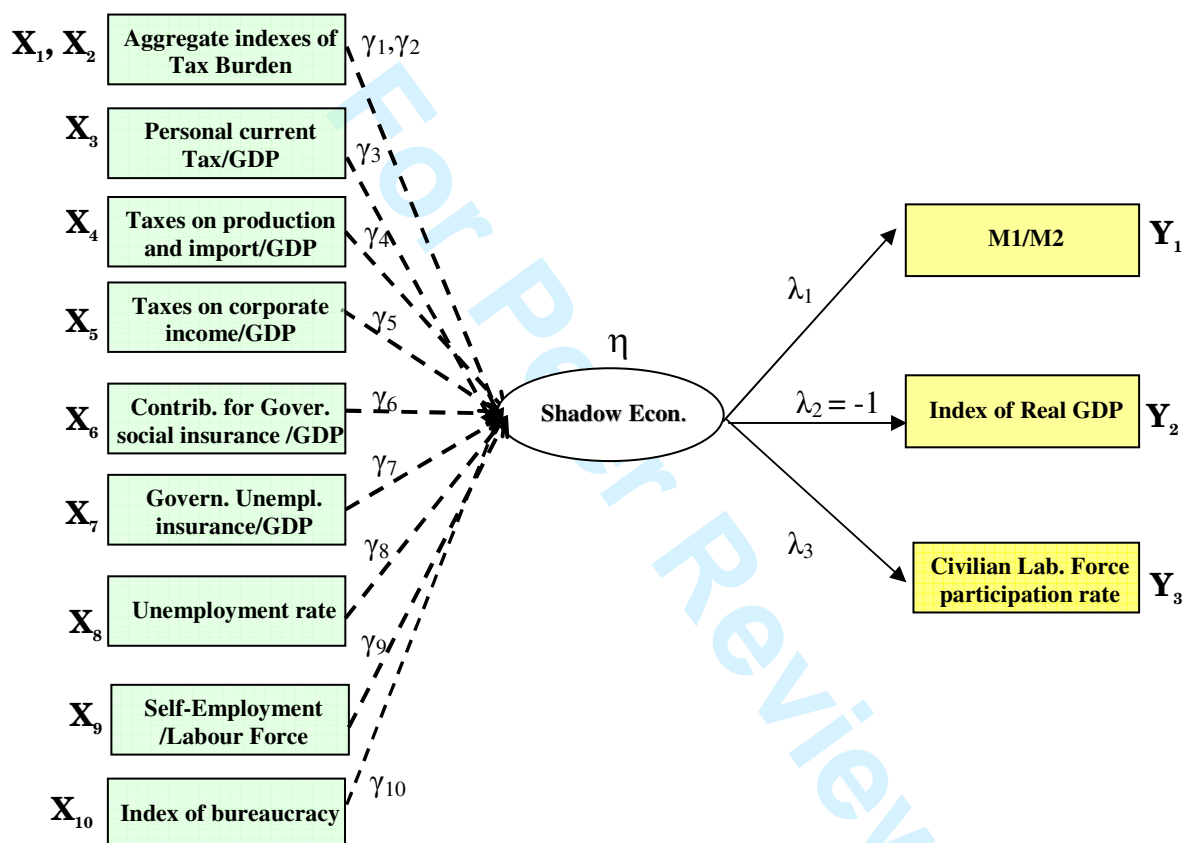 X₁, X₂
Aggregate indexes of
Tax Burden
γ₁,γ₂
X₃
Personal current
Tax/GDP
γ₃
X₄
Taxes on production
and import/GDP
γ₄
X₅
Taxes on corporate
income/GDP
γ₅
X₆
Contrib. for Gover.
social insurance /GDP
γ₆
X₇
Govern. Unempl.
insurance/GDP
γ₇
X₈
Unemployment rate
γ₈
X₉
Self-Employment
/Labour Force
γ₉
X₁₀
Index of bureaucracy
γ₁₀
η
Shadow Econ.
λ₁
M1/M2
Y₁
λ₂ = -1
Index of Real GDP
Y₂
λ₃
Civilian Lab. Force
participation rate
Y₃
For Peer Review